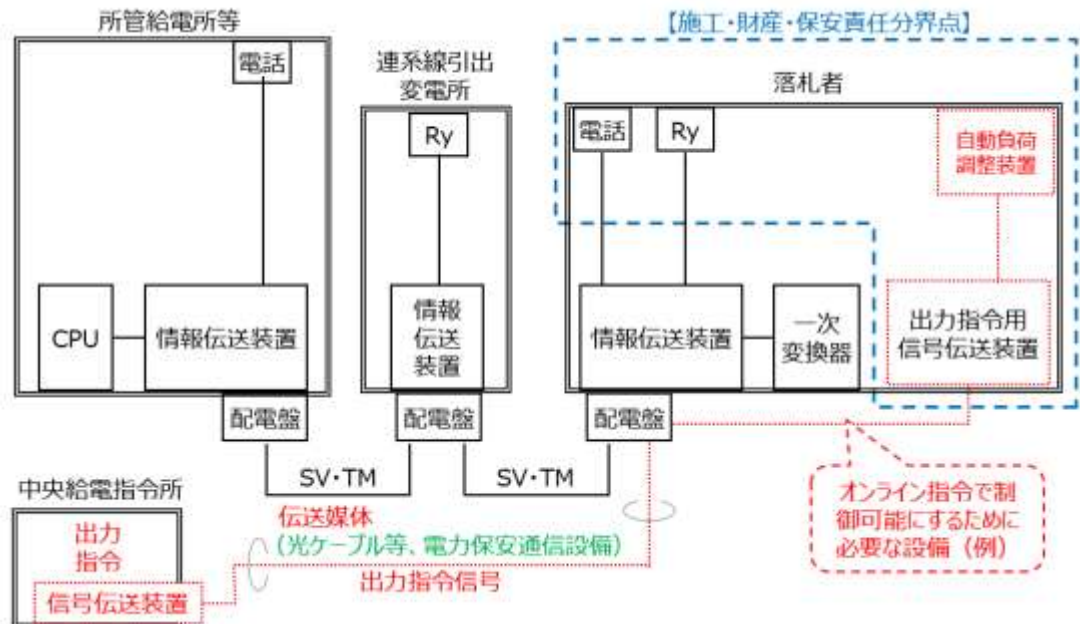 所管給電所等
電話
CPU
情報伝送装置
配電盤
連系線引出
変電所
Ry
情報
伝送
装置
配電盤
【施工・財産・保安責任分界点】
落札者
電話
Ry
自動負荷
調整装置
情報伝送装置
一次
変換器
出力指令用
信号伝送装置
配電盤
SV・TM
SV・TM
中央給電指令所
出力
指令
信号伝送装置
伝送媒体
(光ケーブル等、電力保安通信設備)
出力指令信号
オンライン指令で制
御可能にするために
必要な設備(例)